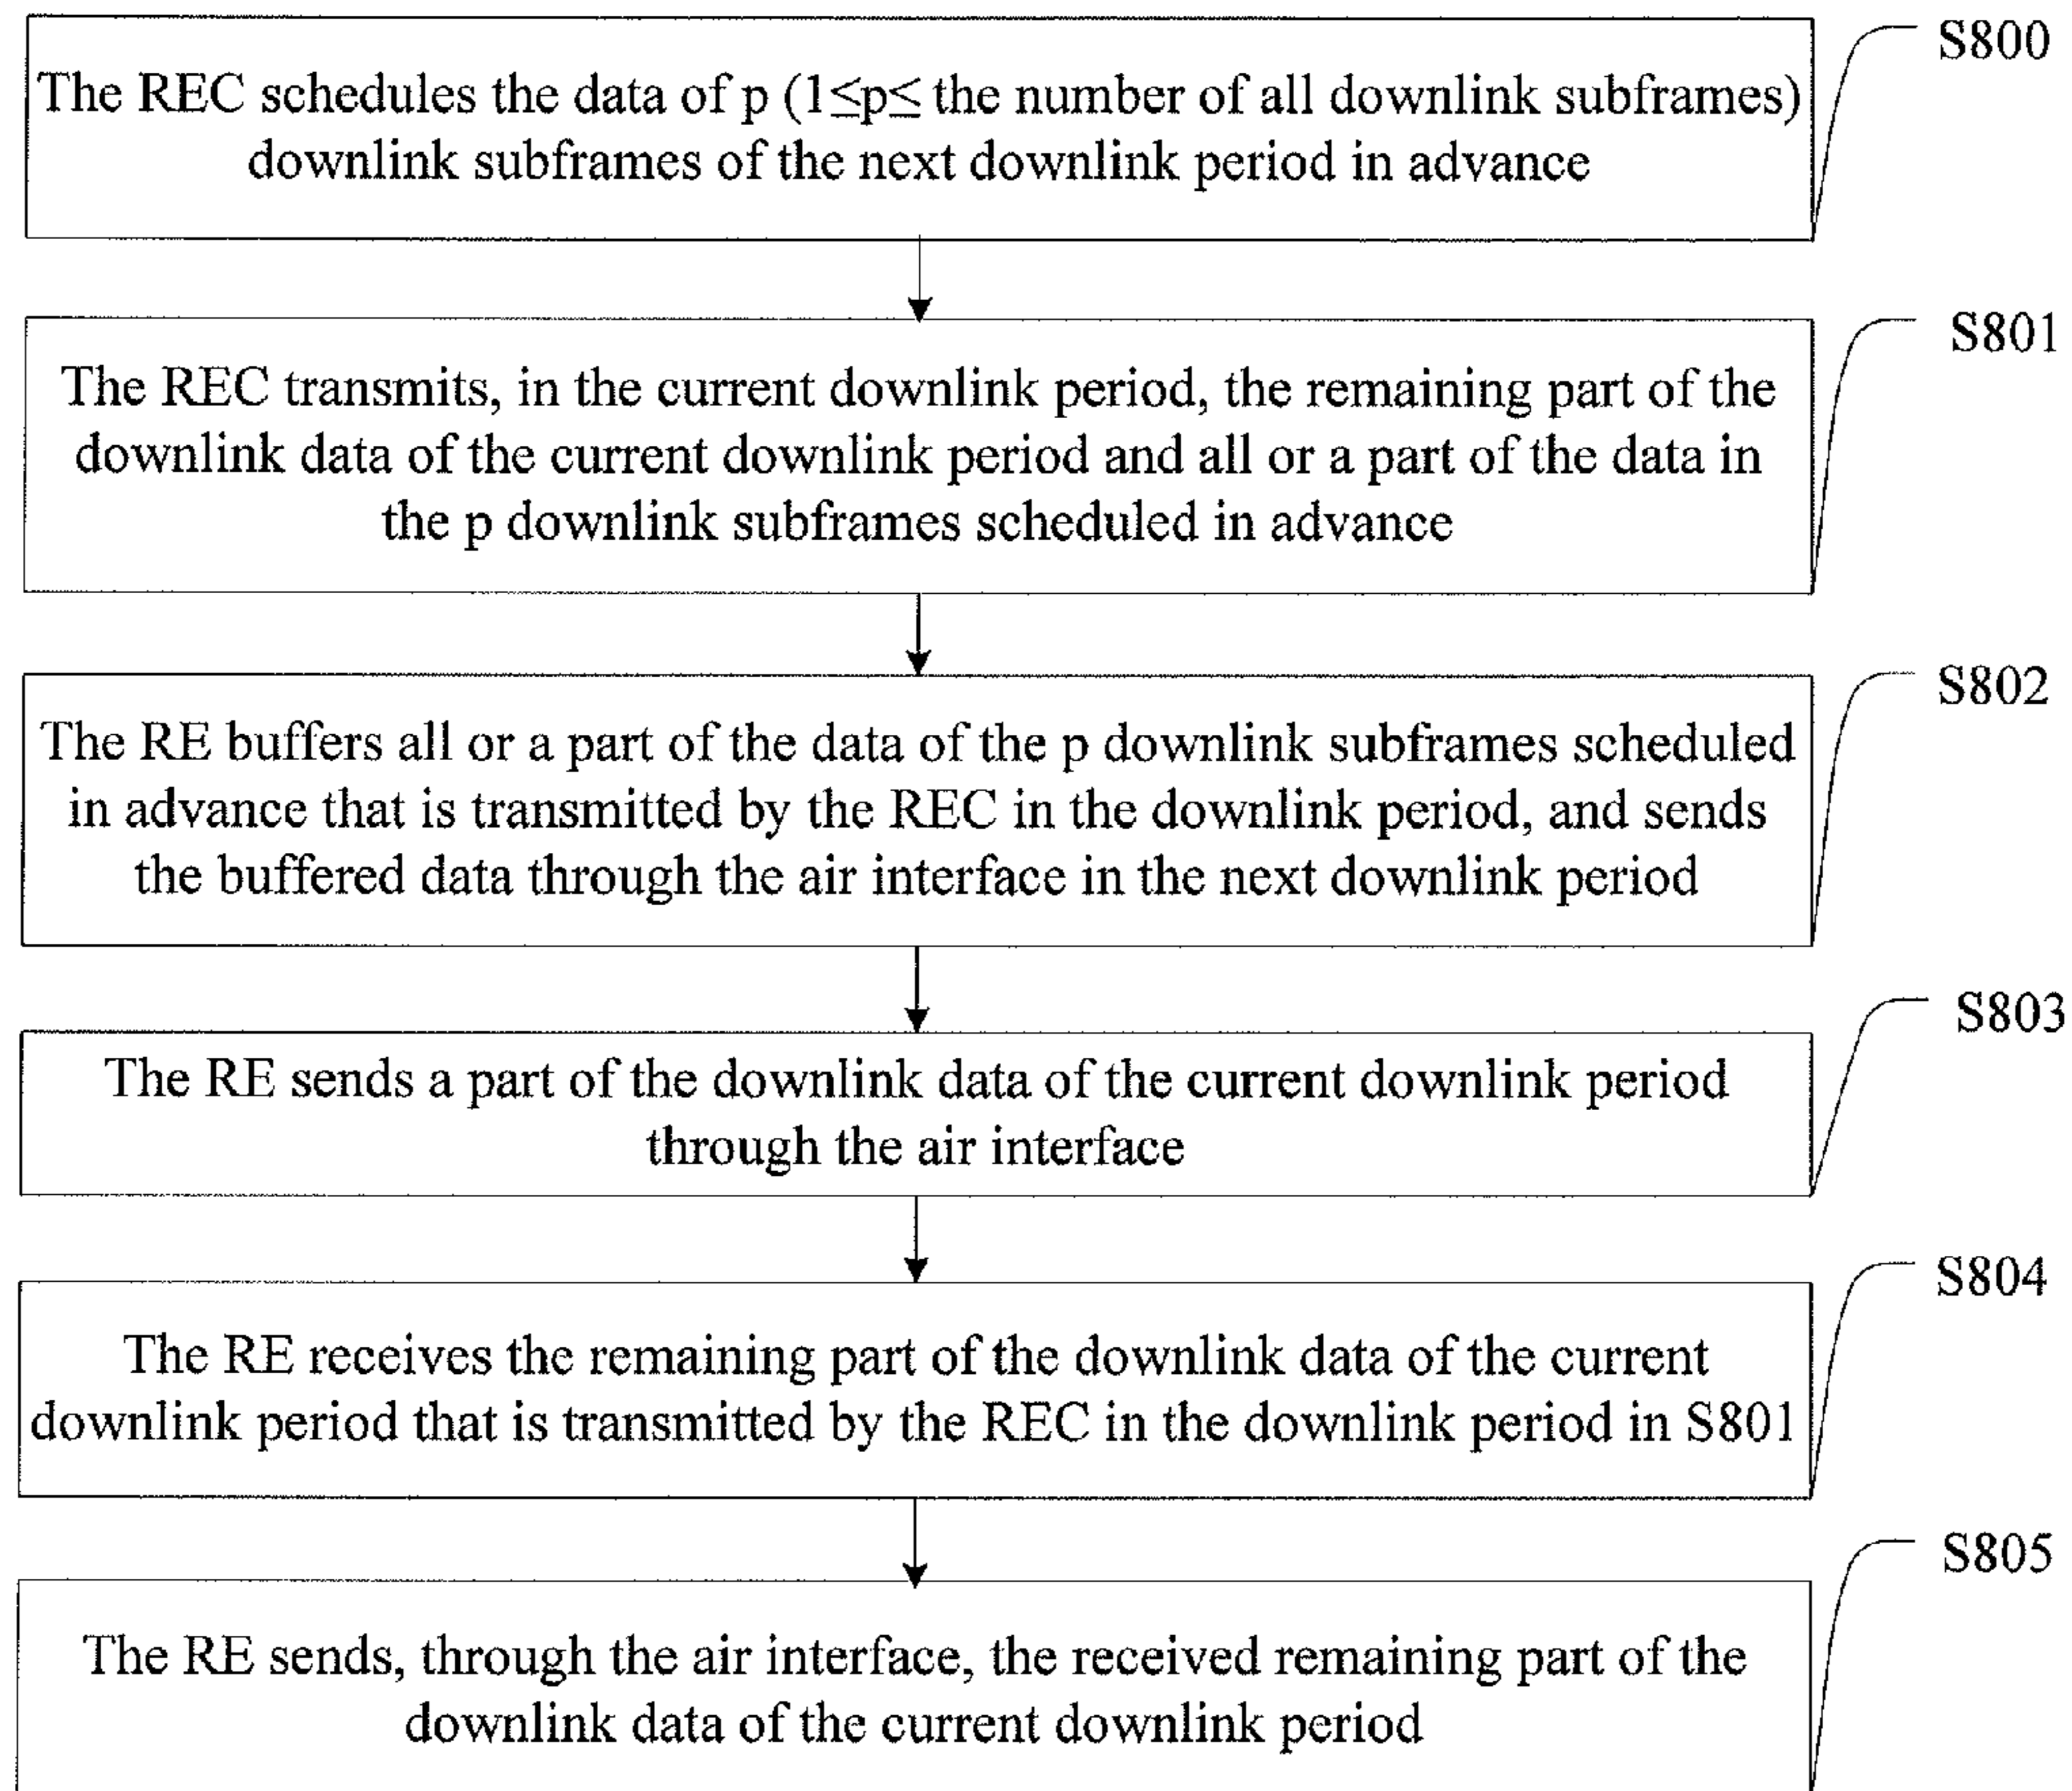 S800
The REC schedules the data of p (1≤p≤ the number of all downlink subframes)
downlink subframes of the next downlink period in advance
S801
The REC transmits, in the current downlink period, the remaining part of the
downlink data of the current downlink period and all or a part of the data in
the p downlink subframes scheduled in advance
S802
The RE buffers all or a part of the data of the p downlink subframes scheduled
in advance that is transmitted by the REC in the downlink period, and sends
the buffered data through the air interface in the next downlink period
S803
The RE sends a part of the downlink data of the current downlink period
through the air interface
S804
The RE receives the remaining part of the downlink data of the current
downlink period that is transmitted by the REC in the downlink period in S801
S805
The RE sends, through the air interface, the received remaining part of the
downlink data of the current downlink period